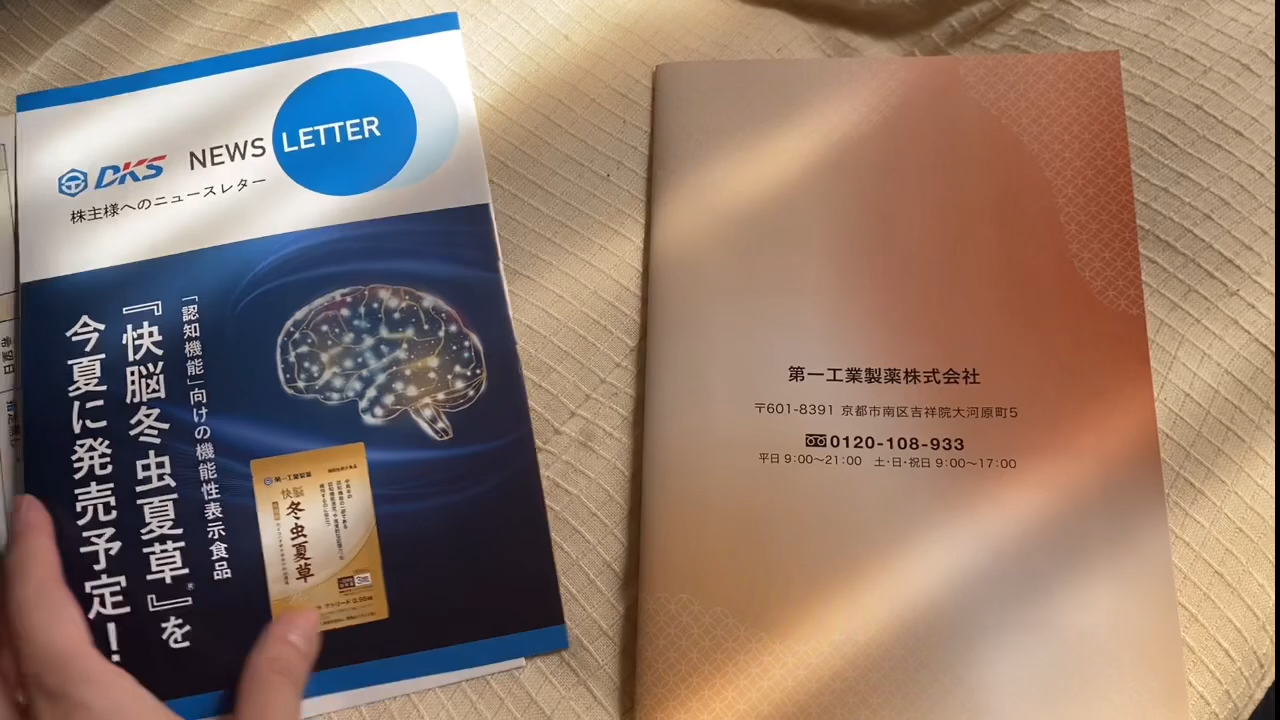 DKS NEWS LETTER
株主様へのニュースレター
「認知機能」向けの機能性表示食品
『快脳冬虫夏草®』を
今夏に発売予定!
第一工業製薬
快脳
冬虫夏草
第一工業製薬株式会社
〒601-8391 京都市南区吉祥院大河原町5
0120-108-933
平日 9:00〜21:00 土・日・祝日 9:00〜17:00